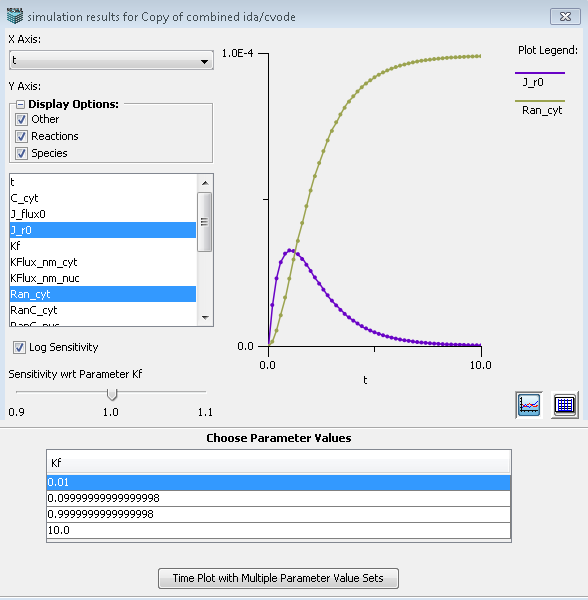 simulation results for Copy of combined ida/cvode
X Axis:
t
Y Axis:
Display Options:
Other
Reactions
Species
t
C_cyt
J_flux0
J_r0
Kf
KFlux_nm_cyt
KFlux_nm_nuc
Ran_cyt
RanC_cyt
RanC_nuc
Log Sensitivity
Sensitivity wrt Parameter Kf
0.9 1.0 1.1
1.0E-4
0.0
0.0 10.0
t
Plot Legend:
J_r0
Ran_cyt
Choose Parameter Values
Kf
0.01
0.09999999999999998
0.9999999999999998
10.0
Time Plot with Multiple Parameter Value Sets